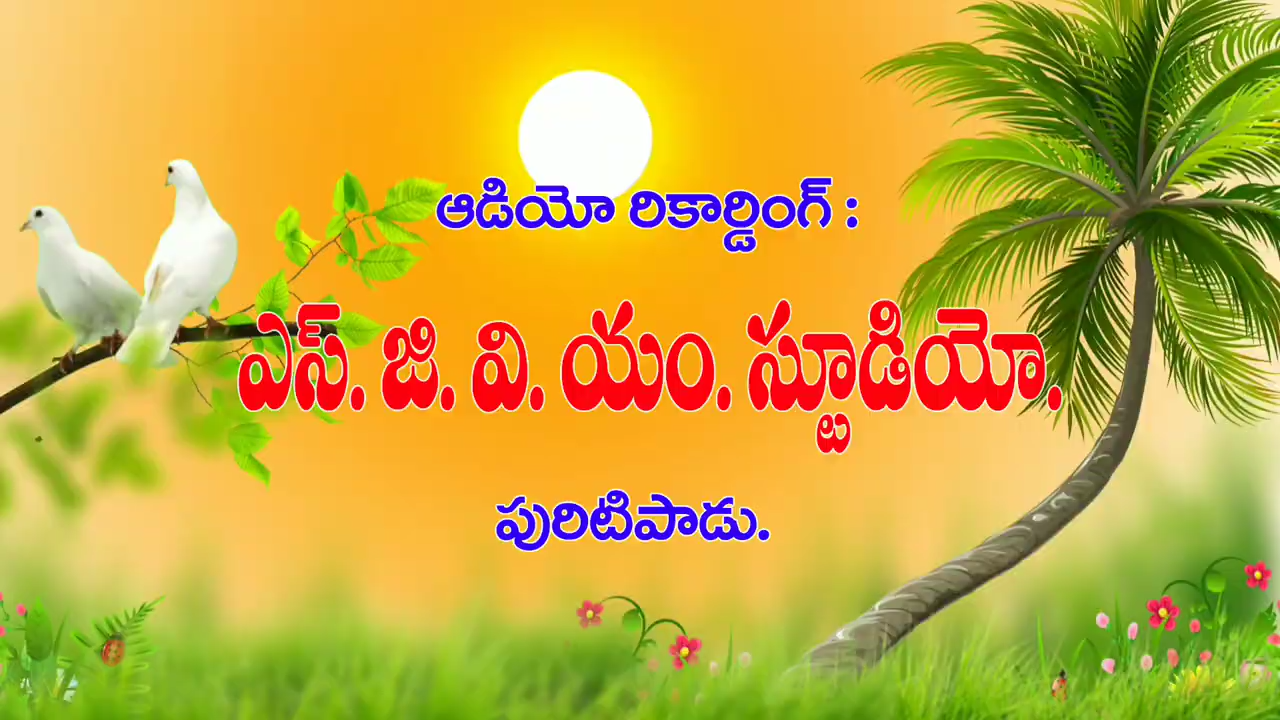 ఆడియో రికార్డింగ్ :
ఎస్. జి. వి. యం. స్టూడియో.
పురిటిపాడు.